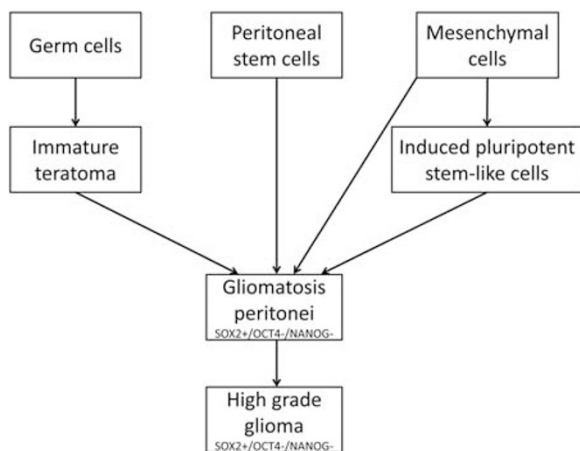 Germ cells
Peritoneal
stem cells
Mesenchymal
cells
Immature
teratoma
Induced pluripotent
stem-like cells
Gliomatosis
peritonei
SOX2+/OCT4-/NANOG-
High grade
glioma
SOX2+/OCT4-/NANOG-